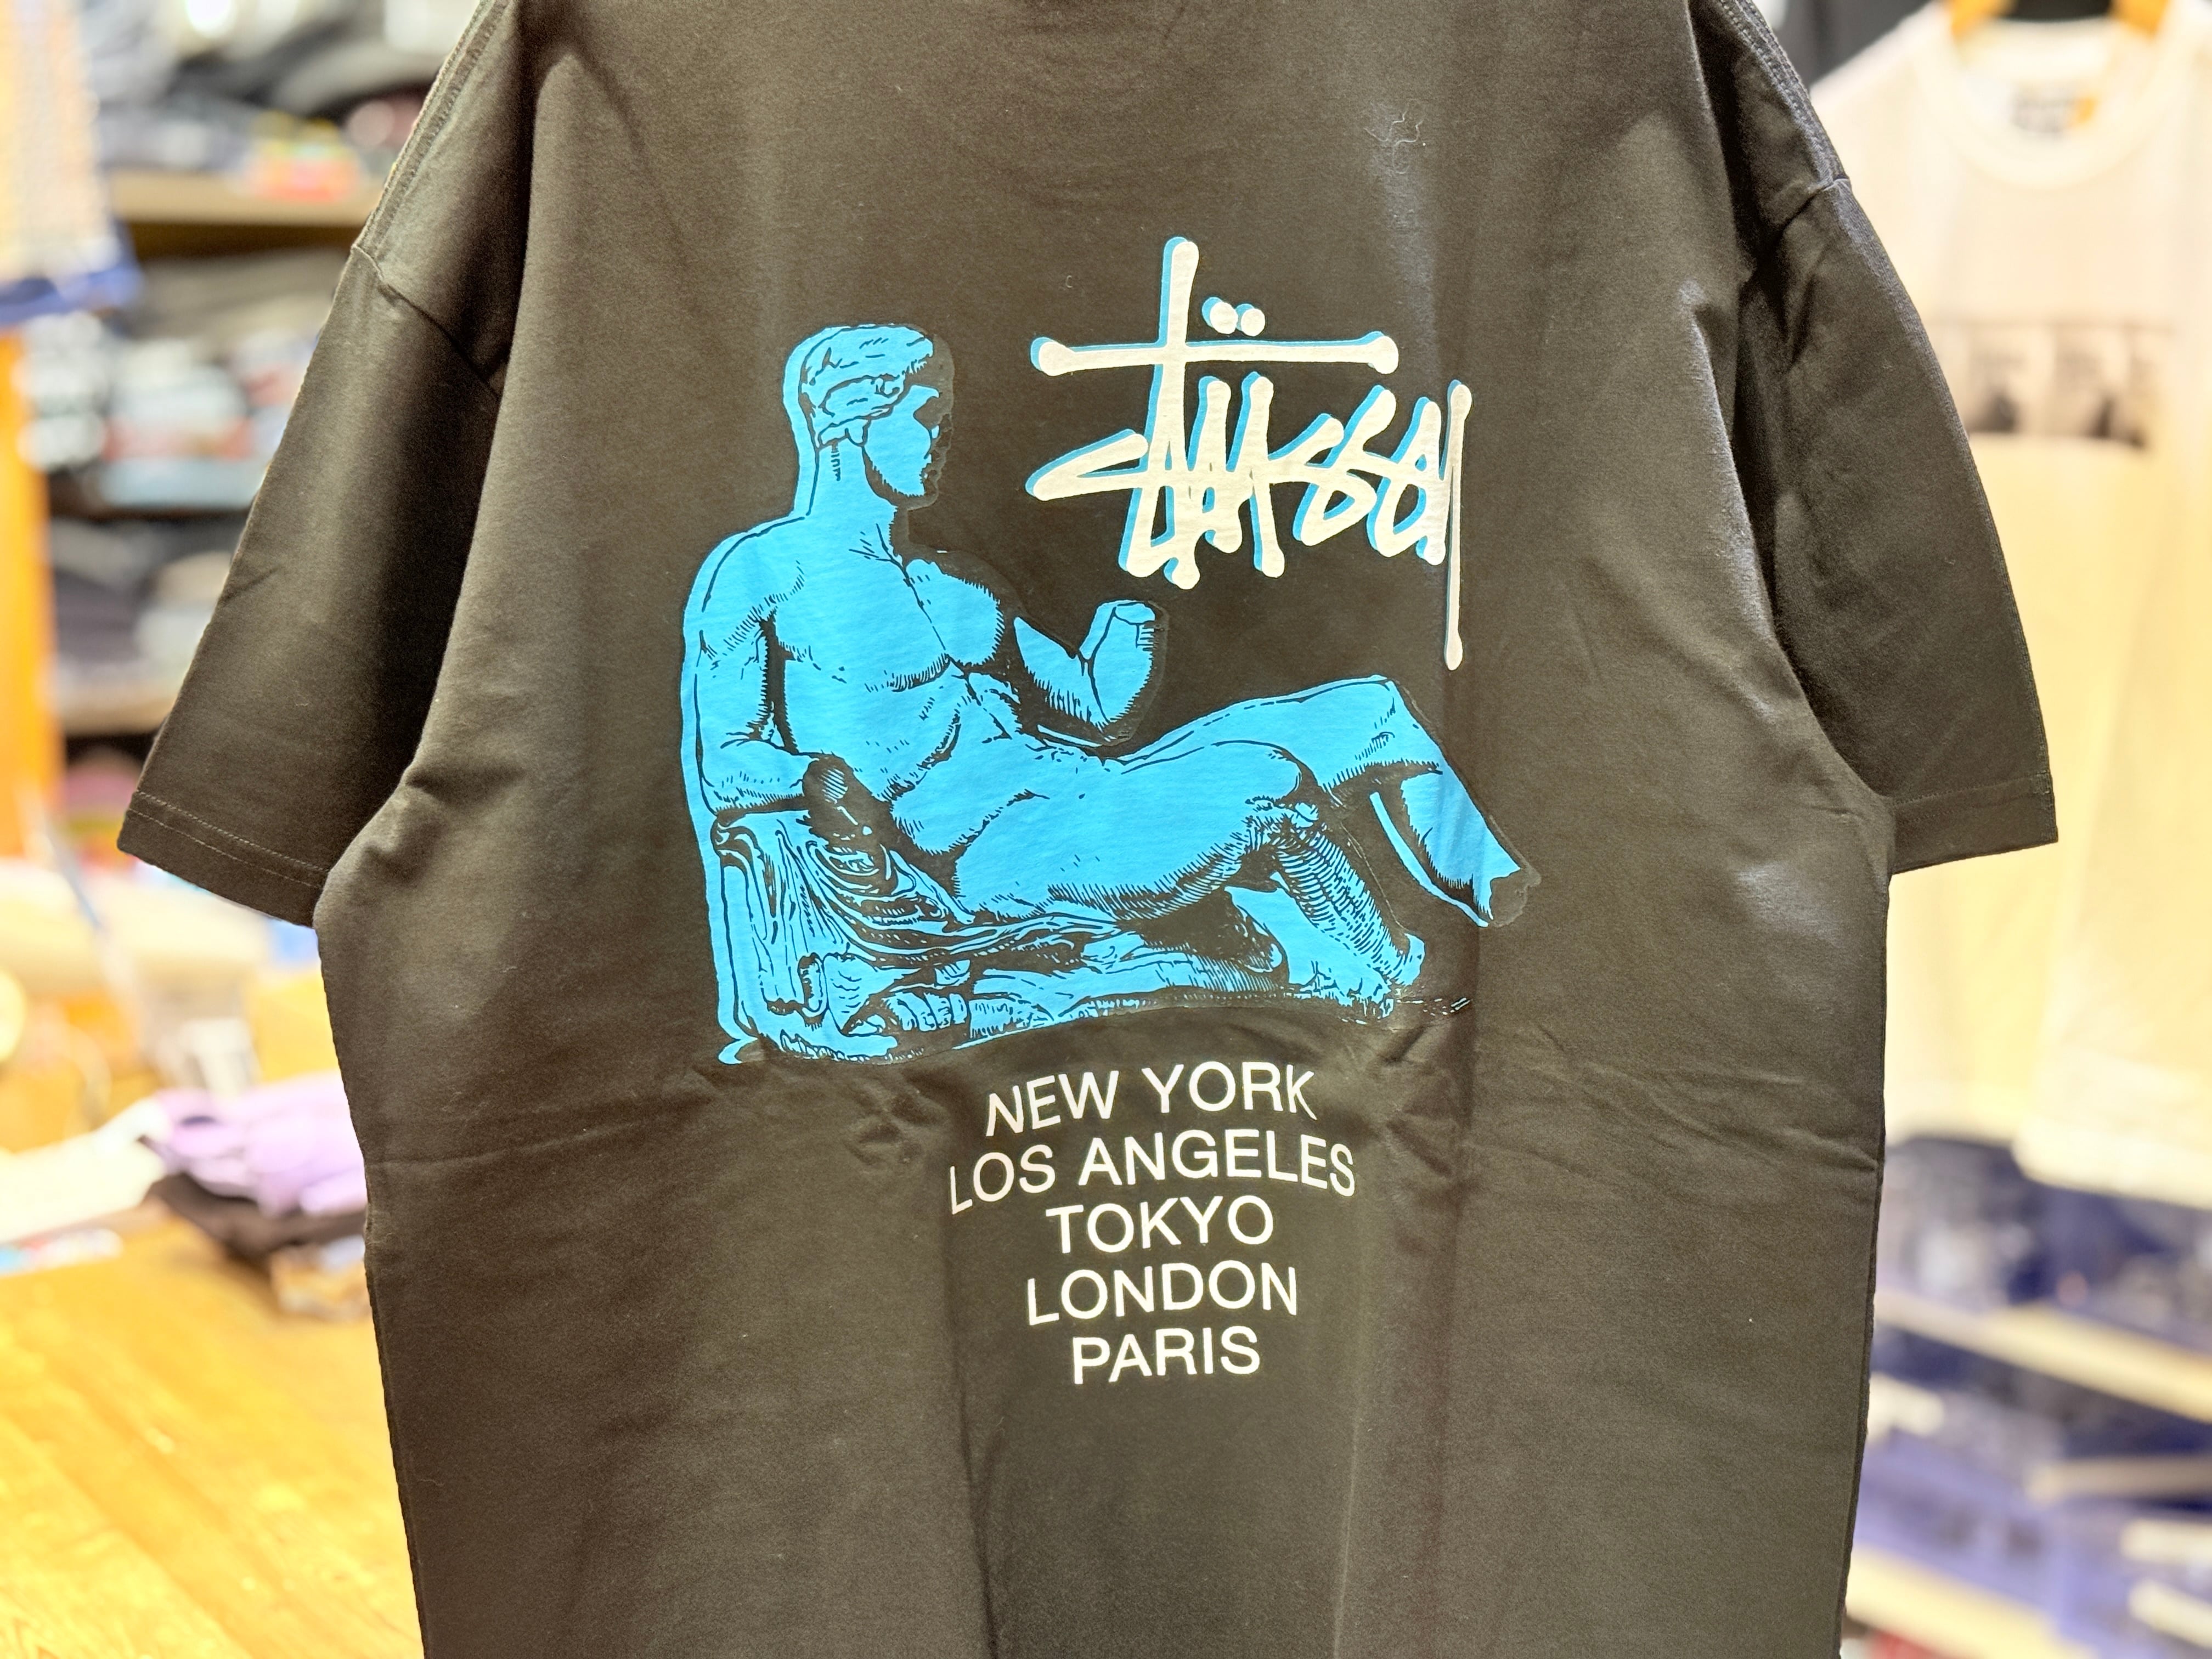 Stüssy
NEW YORK
LOS ANGELES
TOKYO
LONDON
PARIS